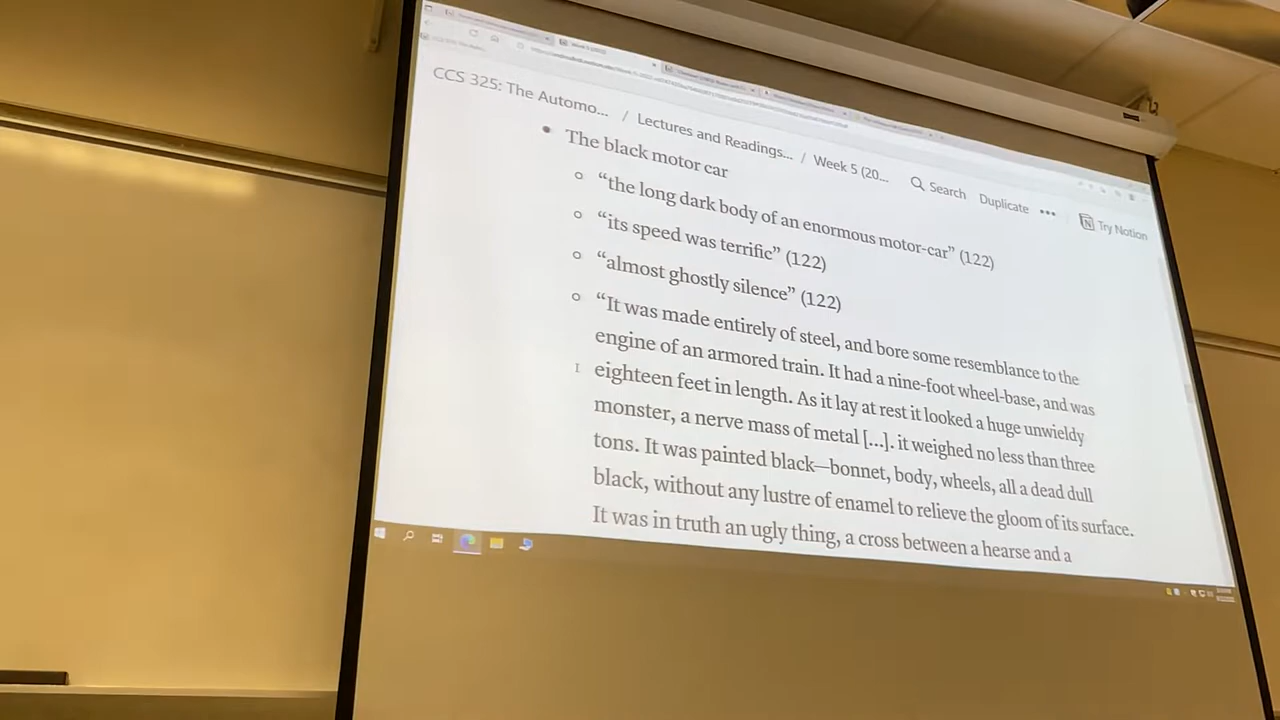 CCS 325: The Automo... / Lectures and Readings... / Week 5 (20...
Search Duplicate ••• Try Notion
• The black motor car
○ “the long dark body of an enormous motor-car” (122)
○ “its speed was terrific” (122)
○ “almost ghostly silence” (122)
○ “It was made entirely of steel, and bore some resemblance to the
engine of an armored train. It had a nine-foot wheel-base, and was
eighteen feet in length. As it lay at rest it looked a huge unwieldy
monster, a nerve mass of metal [...]. it weighed no less than three
tons. It was painted black—bonnet, body, wheels, all a dead dull
black, without any lustre of enamel to relieve the gloom of its surface.
It was in truth an ugly thing, a cross between a hearse and a